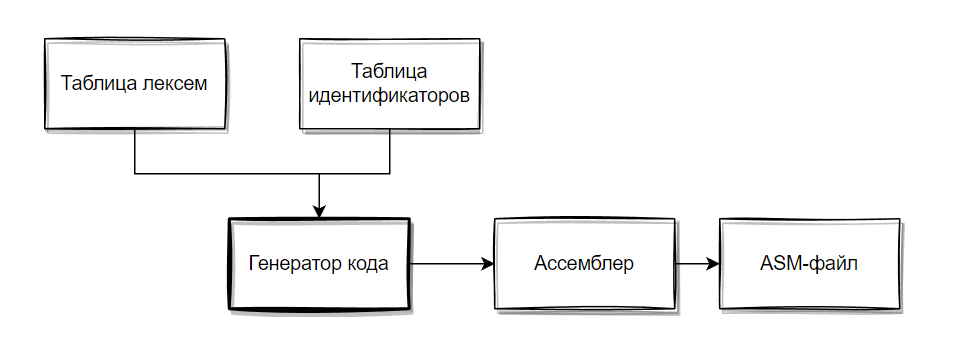 Таблица лексем
Таблица
идентификаторов
Генератор кода
Ассемблер
ASM-файл